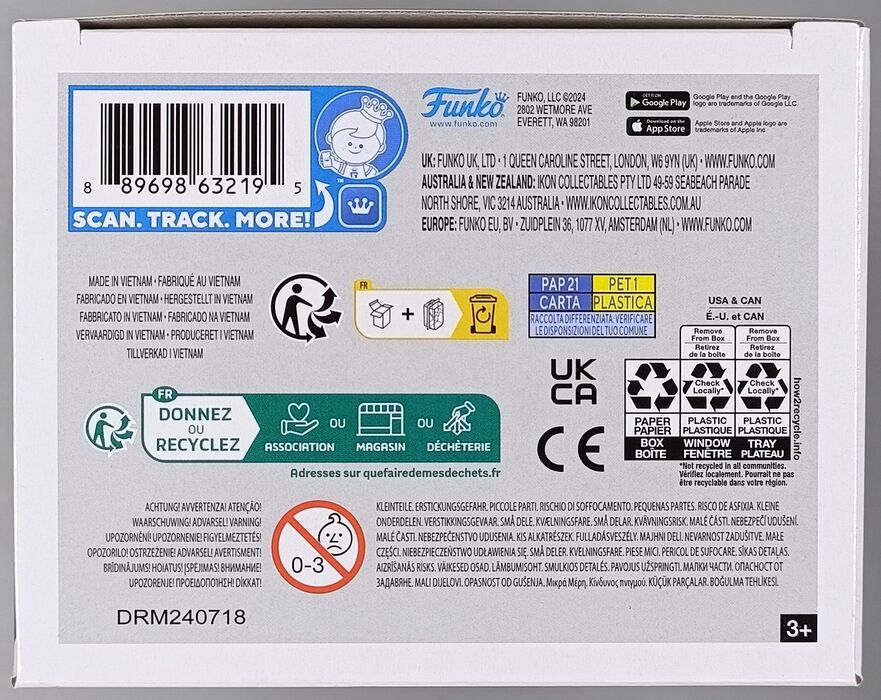 8 89698 63219 5
SCAN. TRACK. MORE!
™
Funko
www.funko.com
FUNKO, LLC ©2024
2802 WETMORE AVE
EVERETT, WA 98201
GET IT ON
Google Play
Google Play and the Google Play
logo are trademarks of Google LLC.
Download on the
App Store
Apple Store and Apple logo are
trademarks of Apple Inc
UK: FUNKO UK, LTD • 1 QUEEN CAROLINE STREET, LONDON, W6 9YN (UK) • WWW.FUNKO.COM
AUSTRALIA & NEW ZEALAND: IKON COLLECTABLES PTY LTD 49-59 SEABEACH PARADE
NORTH SHORE, VIC 3214 AUSTRALIA • WWW.IKONCOLLECTABLES.COM.AU
EUROPE: FUNKO EU, BV • ZUIDPLEIN 36, 1077 XV, AMSTERDAM (NL) • WWW.FUNKO.COM
MADE IN VIETNAM • FABRIQUÉ AU VIETNAM
FABRICADO EN VIETNAM • HERGESTELLT IN VIETNAM
FABBRICATO IN VIETNAM • FABRICADO NA VIETNAM
VERVAARDIGD IN VIETNAM • PRODUCERET I VIETNAM
TILLVERKAD I VIETNAM
FR
+
PAP 21
PET 1
CARTA
PLASTICA
RACCOLTA DIFFERENZIATA: VERIFICARE
LE DISPOSIZIONI DEL TUO COMUNE
UK
CA
CE
USA & CAN
É.-U. et CAN
Remove
From Box
Retirez
de la boîte
Remove
From Box
Retirez
de la boîte
Check
Locally*
Check
Locally*
PAPER
PAPIER
PLASTIC
PLASTIQUE
PLASTIC
PLASTIQUE
BOX
BOÎTE
WINDOW
FENÊTRE
TRAY
PLATEAU
how2recycle.info
*Not recycled in all communities.
Vérifiez localement. Pourrait ne pas
être recyclable dans votre région.
FR
DONNEZ
OU
RECYCLEZ
ASSOCIATION
OU
MAGASIN
OU
DÉCHÈTERIE
Adresses sur quefairedemesdechets.fr
ACHTUNG! AVVERTENZA! ATENÇÃO!
WAARSCHUWING! ADVARSEL! VARNING!
UPOZORNĚNÍ! UPOZORNENIE! FIGYELMEZTETÉS!
OPOZORILO! OSTRZEŻENIE! ADVARSEL! AVERTISMENT!
BRĪDINĀJUMS! HOIATUS! ĮSPĖJIMAS! ВНИМАНИЕ!
UPOZORENJE! ΠΡΟΕΙΔΟΠΟΙΗΣΗ! DİKKAT!
0-3
KLEINTEILE. ERSTICKUNGSGEFAHR. PICCOLE PARTI. RISCHIO DI SOFFOCAMENTO. PEQUENAS PARTES. RISCO DE ASFIXIA. KLEINE
ONDERDELEN. VERSTIKKINGSGEVAAR. SMÅ DELE. KVÆLNINGSFARE. SMÅ DELAR. KVÄVNINGSRISK. MALÉ ČÁSTI. NEBEZPEČÍ UDUŠENÍ.
MALÉ ČASTI. NEBEZPEČENSTVO UDUSENIA. KIS ALKATRÉSZEK. FULLADÁSVESZÉLY. MAJHNI DELI. NEVARNOST ZADUŠITVE. MAŁE
CZĘŚCI. NIEBEZPIECZEŃSTWO UDŁAWIENIA SIĘ. SMÅ DELER. KVELNINGSFARE. PIESE MICI. PERICOL DE SUFOCARE. SĪKAS DETAĻAS.
AIZRĪŠANĀS RISKS. VÄIKESED OSAD. LÄMBUMISOHT. SMULKIOS DETALĖS. PAVOJUS UŽSPRINGTI. МАЛКИ ЧАСТИ. ОПАСНОСТ ОТ
ЗАДАВЯНЕ. MALI DIJELOVI. OPASNOST OD GUŠENJA. Μικρά Μέρη. Κίνδυνος πνιγμού. KÜÇÜK PARÇALAR. BOĞULMA TEHLİKESİ.
DRM240718
3+